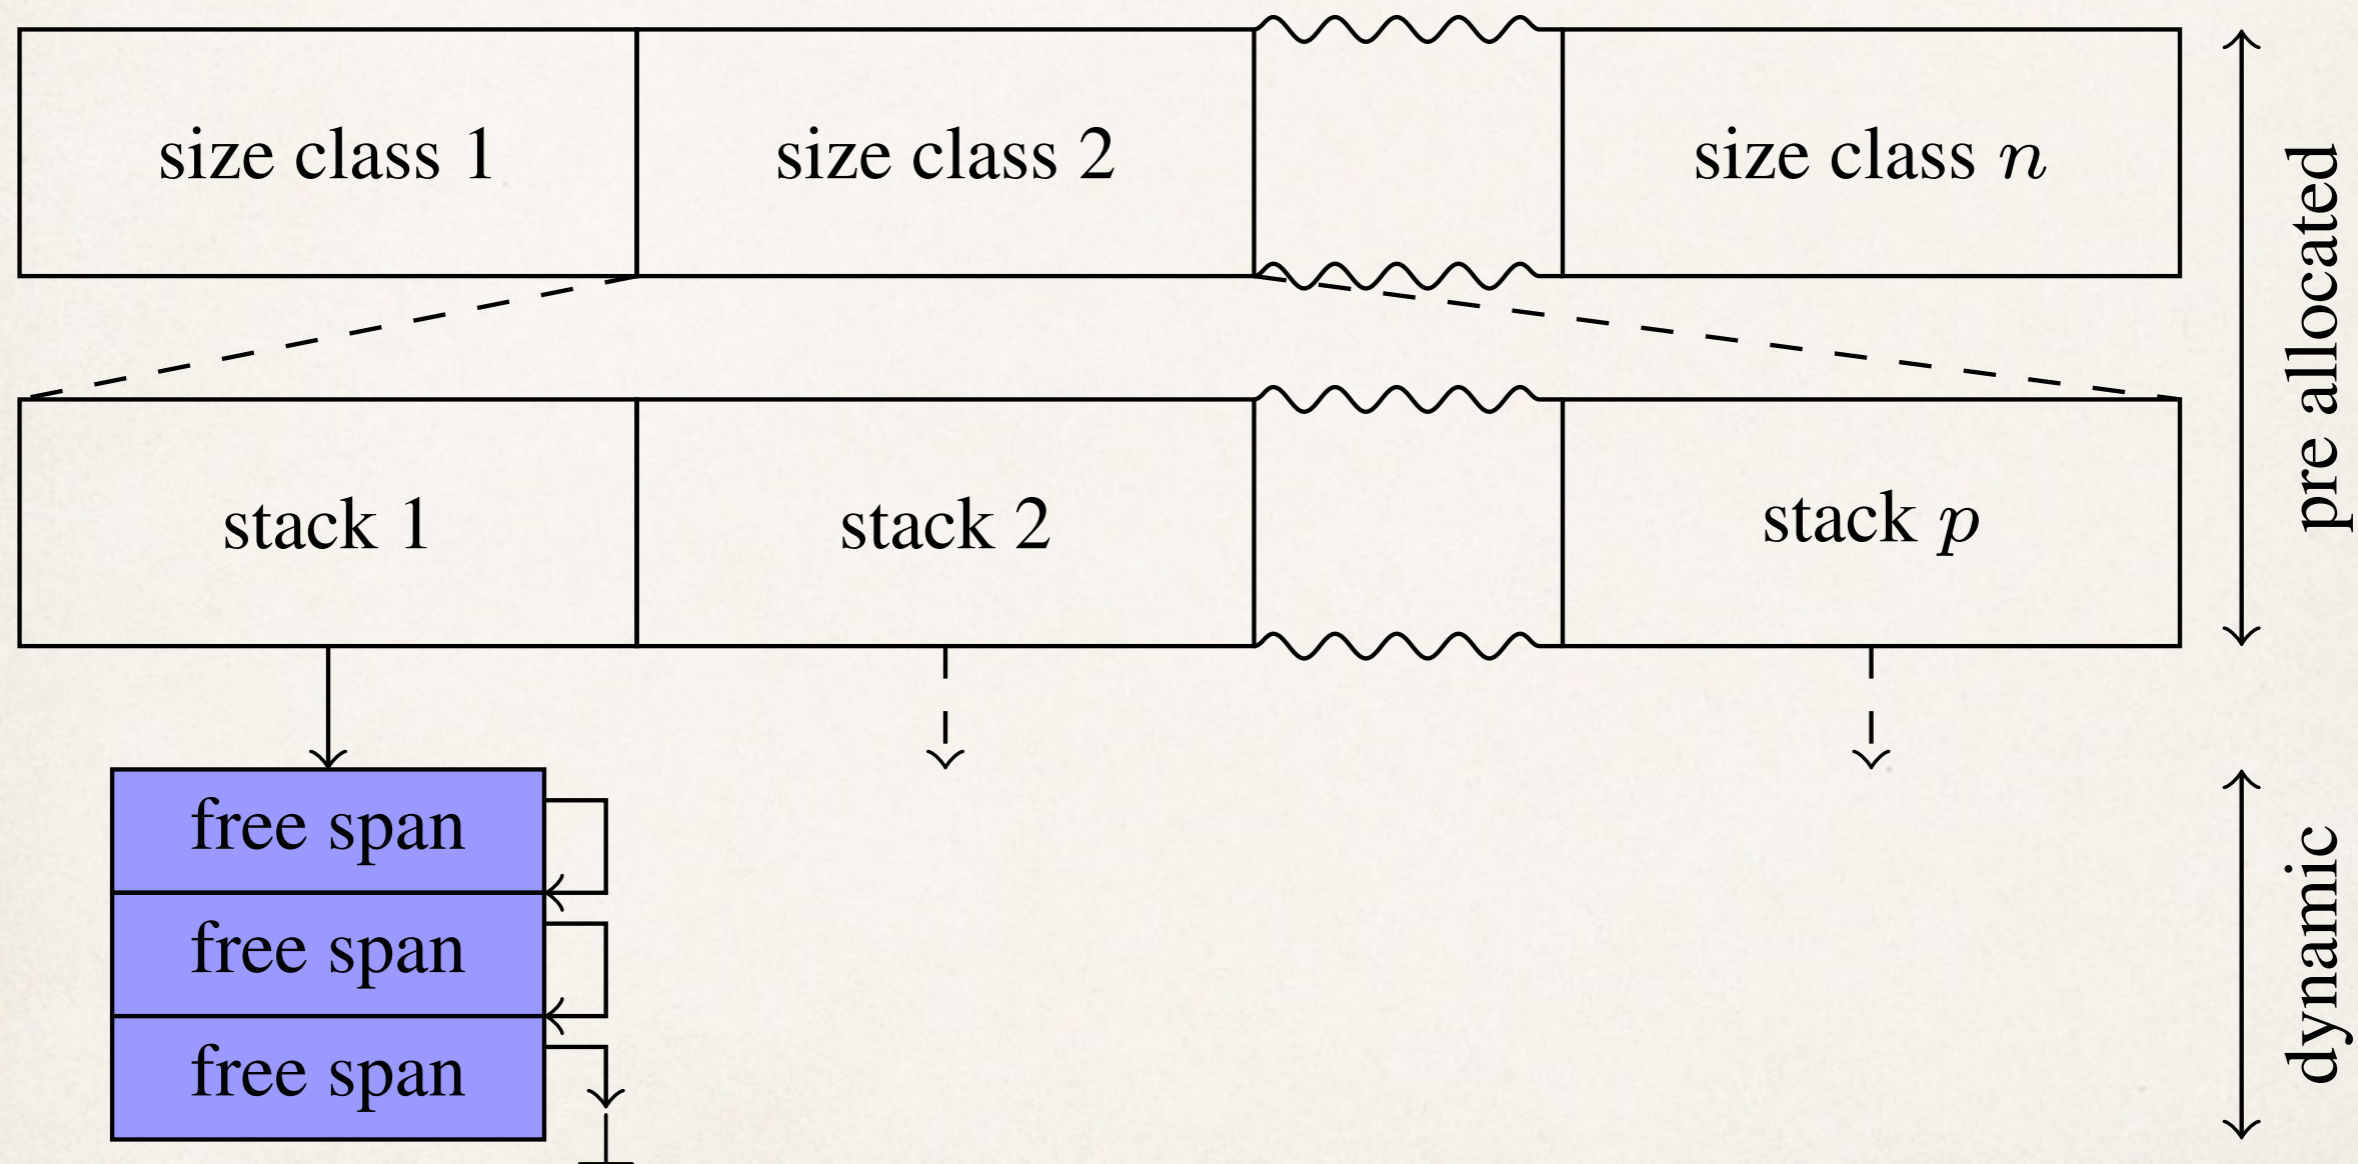 size class 1
size class 2
size class n
pre allocated
stack 1
stack 2
stack p
free span
free span
free span
dynamic